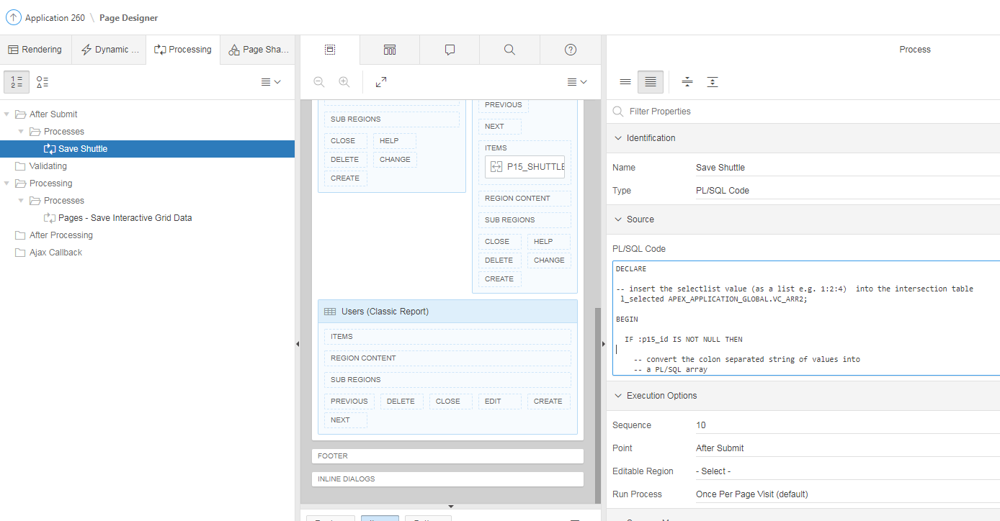 Application 260 \ Page Designer
Rendering
Dynamic ...
Processing
Page Sha...
After Submit
Processes
Save Shuttle
Validating
Processing
Processes
Pages - Save Interactive Grid Data
After Processing
Ajax Callback
SUB REGIONS
CLOSE HELP
DELETE CHANGE
CREATE
PREVIOUS
NEXT
ITEMS
P15_SHUTTLE
REGION CONTENT
SUB REGIONS
CLOSE HELP
DELETE CHANGE
CREATE
Users (Classic Report)
ITEMS
REGION CONTENT
SUB REGIONS
PREVIOUS DELETE CLOSE EDIT CREATE
NEXT
FOOTER
INLINE DIALOGS
Process
Filter Properties
Identification
Name Save Shuttle
Type PL/SQL Code
Source
PL/SQL Code
DECLARE
-- insert the selectlist value (as a list e.g. 1:2:4)  into the intersection table
l_selected APEX_APPLICATION_GLOBAL.VC_ARR2;
BEGIN
IF :p15_id IS NOT NULL THEN
-- convert the colon separated string of values into
-- a PL/SQL array
Execution Options
Sequence 10
Point After Submit
Editable Region - Select -
Run Process Once Per Page Visit (default)